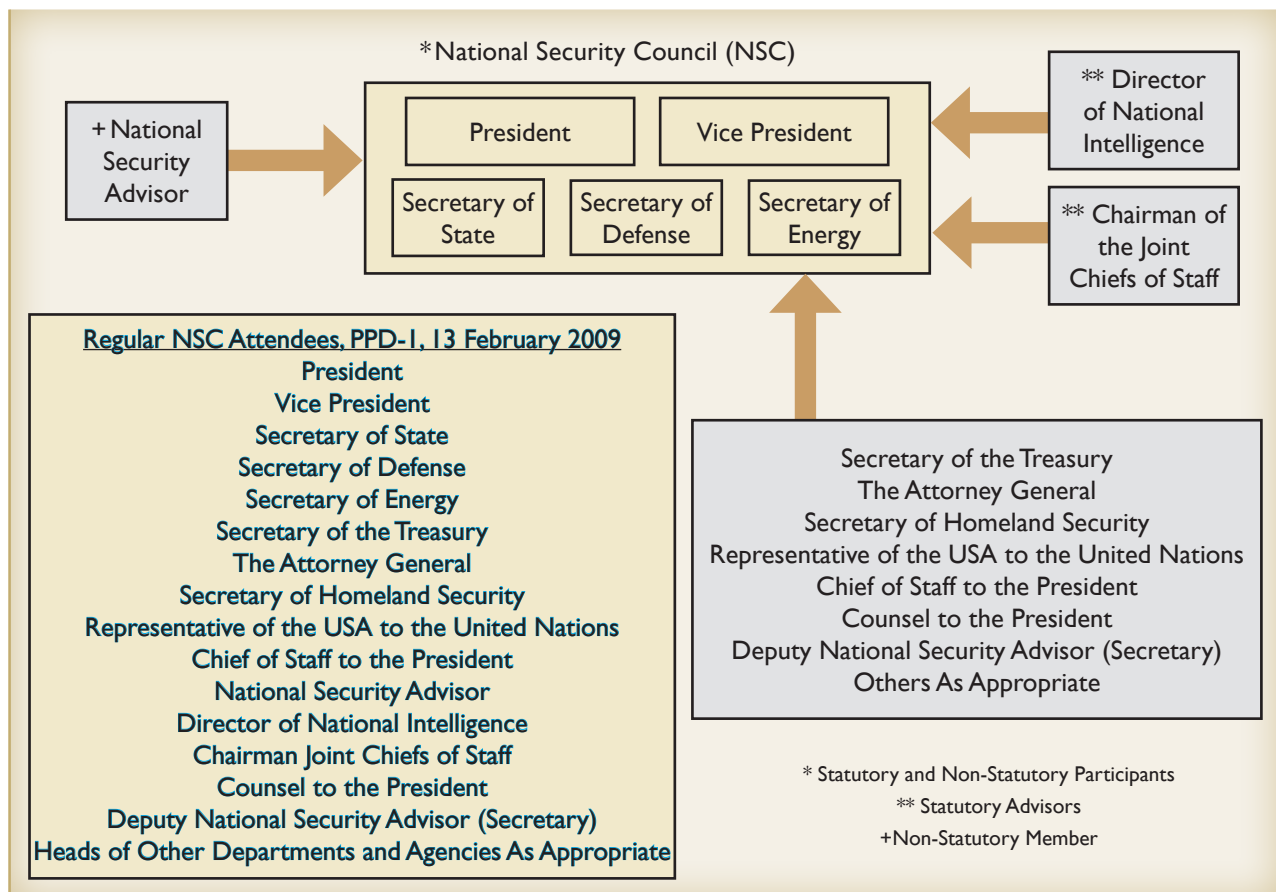 * National Security Council (NSC)
+ National
Security
Advisor
President
Vice President
Secretary of
State
Secretary of
Defense
Secretary of
Energy
** Director
of National
Intelligence
** Chairman of
the Joint
Chiefs of Staff
Regular NSC Attendees, PPD-1, 13 February 2009
President
Vice President
Secretary of State
Secretary of Defense
Secretary of Energy
Secretary of the Treasury
The Attorney General
Secretary of Homeland Security
Representative of the USA to the United Nations
Chief of Staff to the President
National Security Advisor
Director of National Intelligence
Chairman Joint Chiefs of Staff
Counsel to the President
Deputy National Security Advisor (Secretary)
Heads of Other Departments and Agencies As Appropriate
Secretary of the Treasury
The Attorney General
Secretary of Homeland Security
Representative of the USA to the United Nations
Chief of Staff to the President
Counsel to the President
Deputy National Security Advisor (Secretary)
Others As Appropriate
* Statutory and Non-Statutory Participants
** Statutory Advisors
+Non-Statutory Member